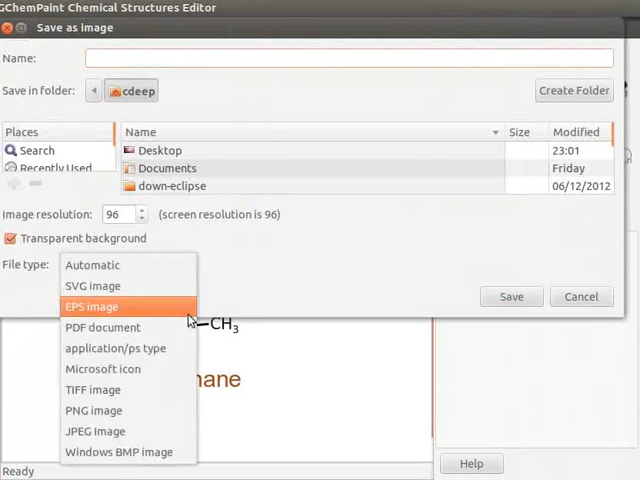 GChemPaint Chemical Structures Editor
Save as image
Name:
Save in folder: cdeep Create Folder
Places Name Size Modified
Search Desktop 23:01
Recently Used Documents Friday
down-eclipse 06/12/2012
Image resolution: 96 (screen resolution is 96)
Transparent background
File type: Automatic
SVG image
EPS image Save Cancel
CH3
PDF document
application/ps type
Microsoft icon
hane
TIFF image
PNG image
JPEG Image
Windows BMP image
Help
Ready